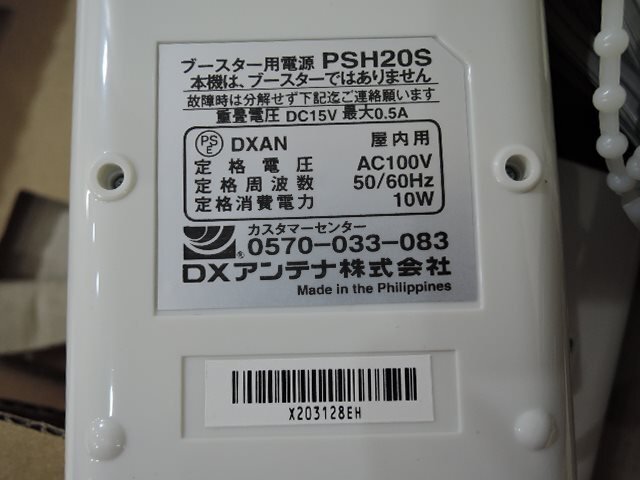 ブースター用電源 PSH20S
本機は、ブースターではありません
故障時は分解せず下記迄ご連絡願います
重畳電圧 DC15V 最大0.5A
PSE DXAN 屋内用
定格電圧 AC100V
定格周波数 50/60Hz
定格消費電力 10W
カスタマーセンター
® 0570-033-083
DXアンテナ株式会社
Made in the Philippines
X203128EH